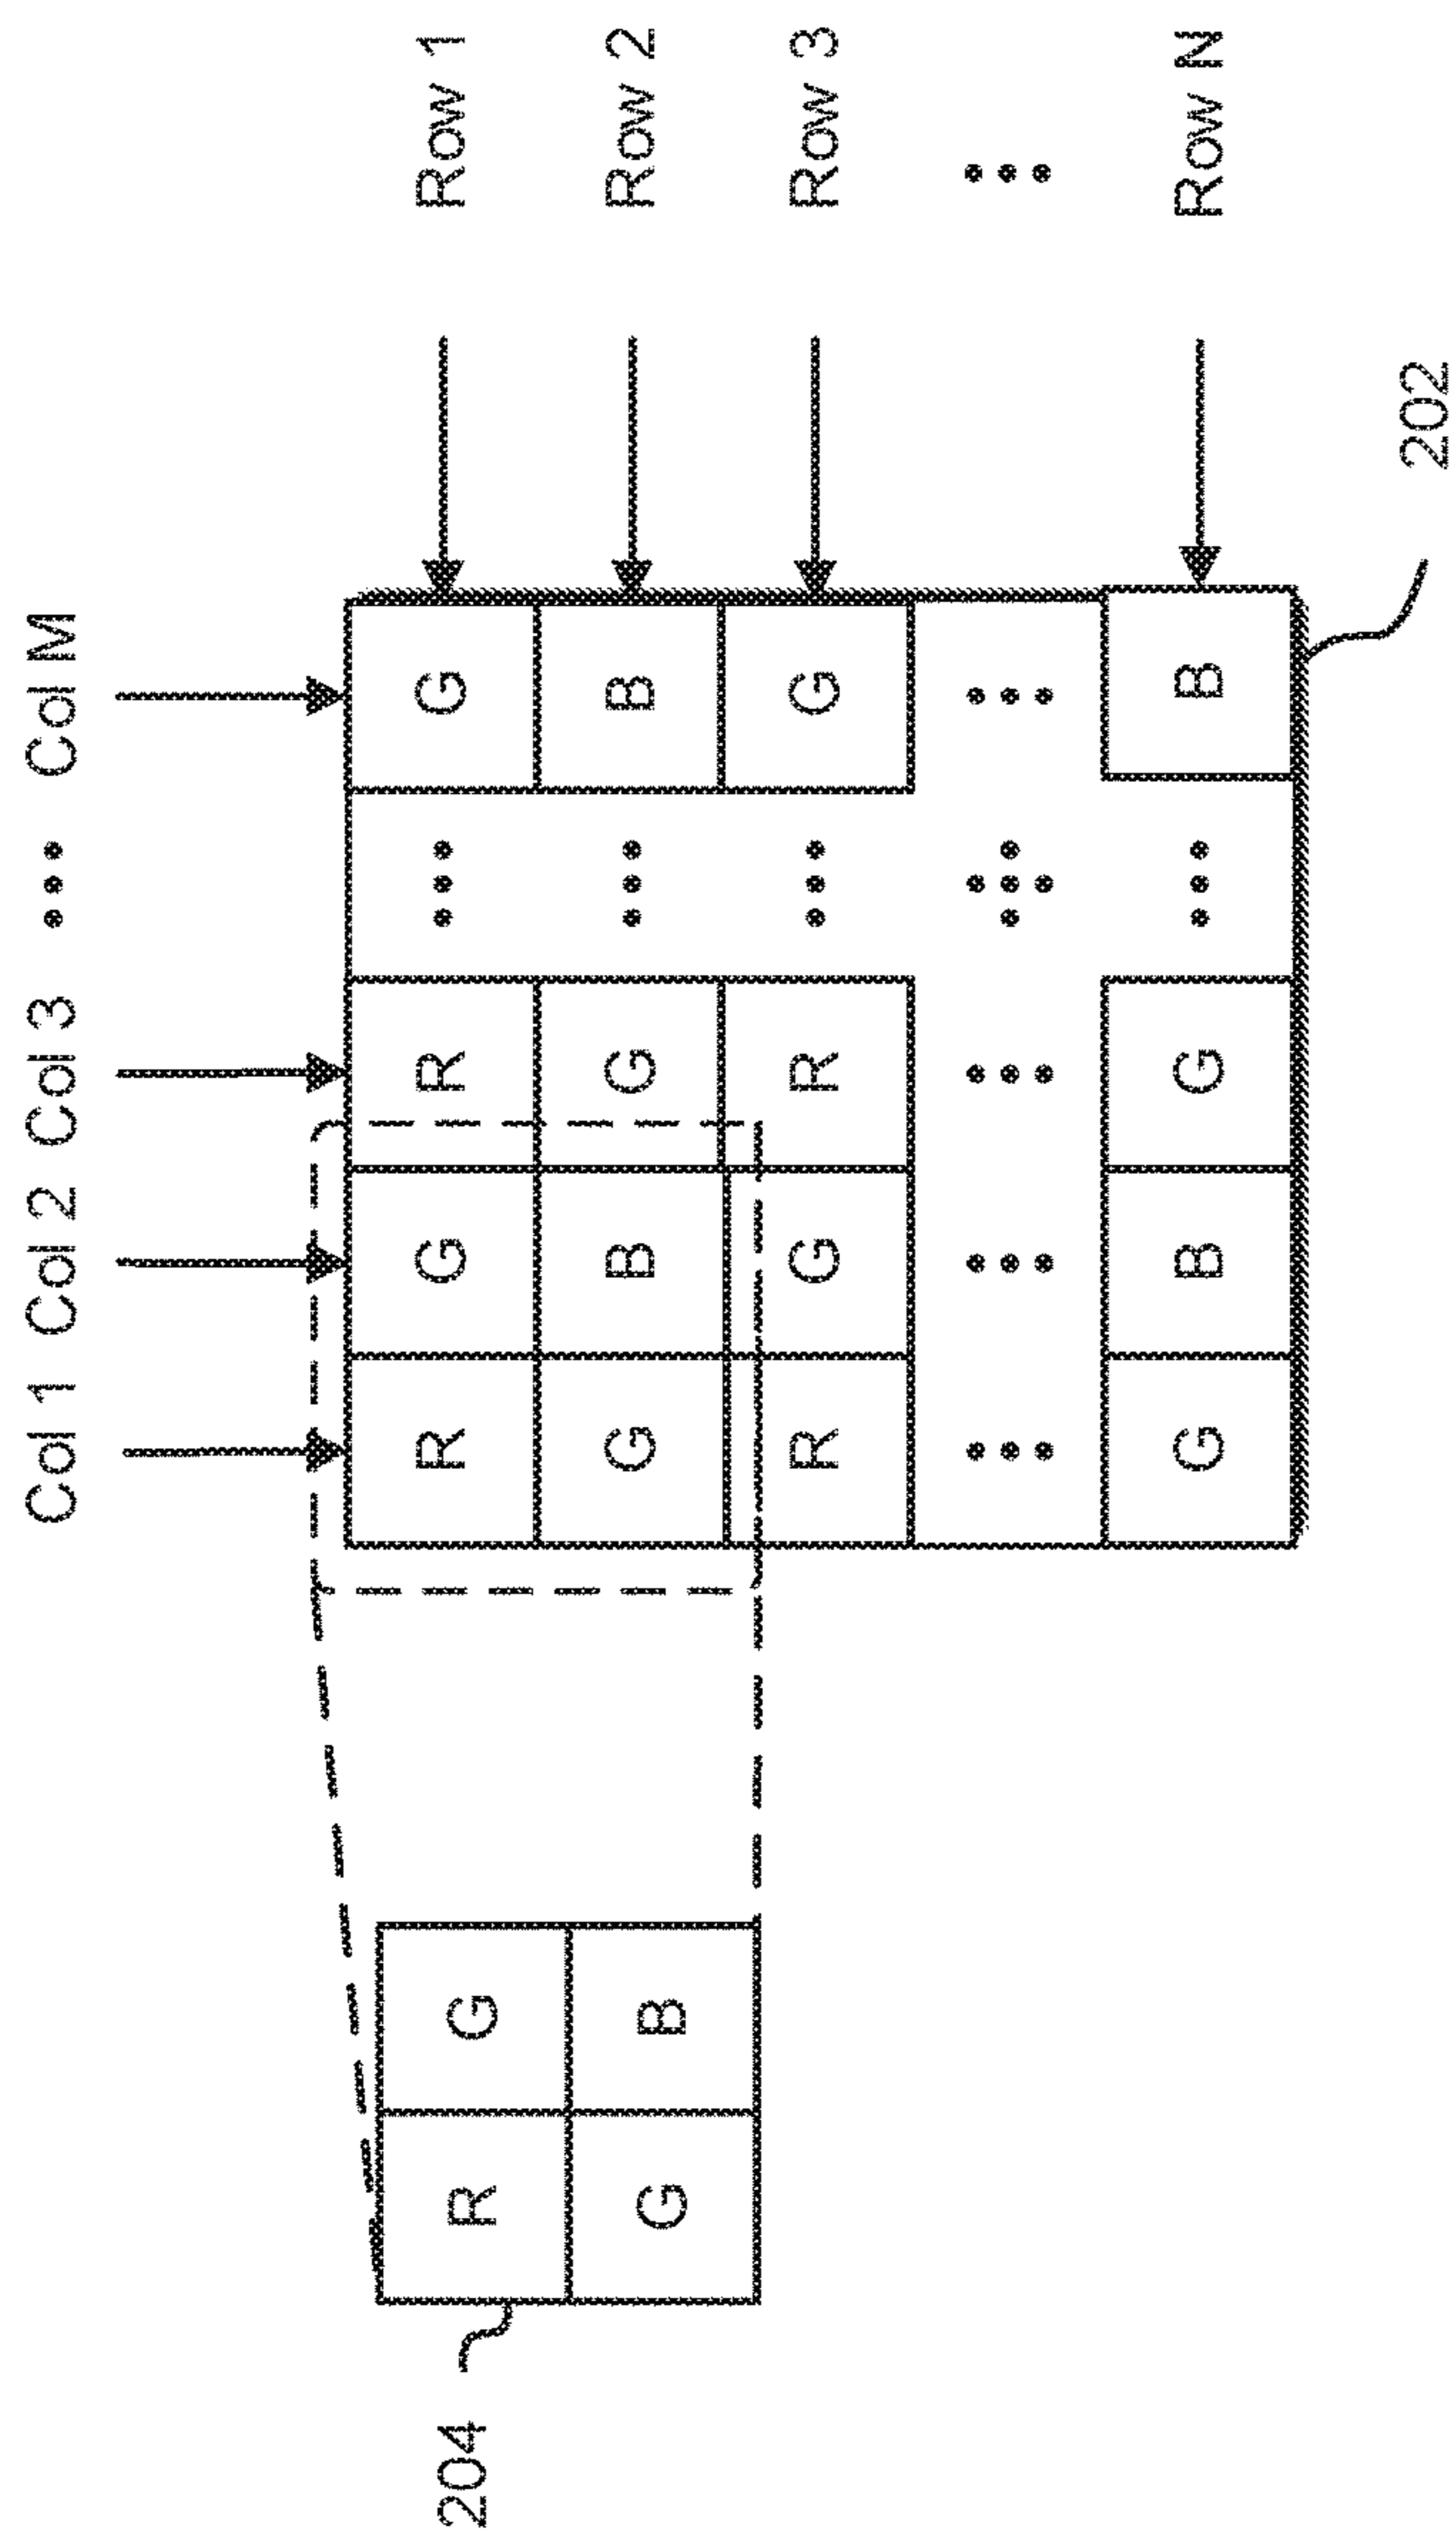 Col 1 Col 2 Col 3 ••• Col M
204 R G R G R ••• G Row 1
G B G B G ••• B Row 2
R G R ••• G Row 3
G B G ••• B Row N
202